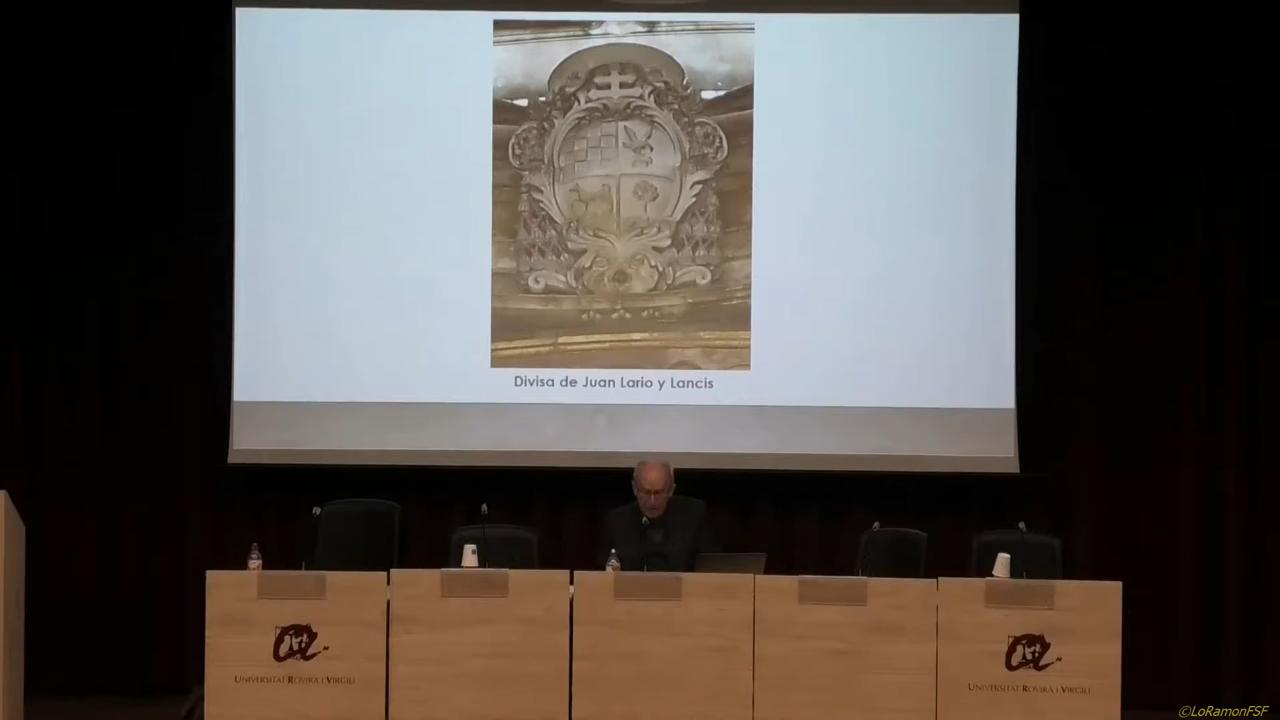 Divisa de Juan Lario y Lancis
UNIVERSITAT ROVIRA I VIRGILI
UNIVERSITAT ROVIRA I VIRGILI
©LoRamonFSF